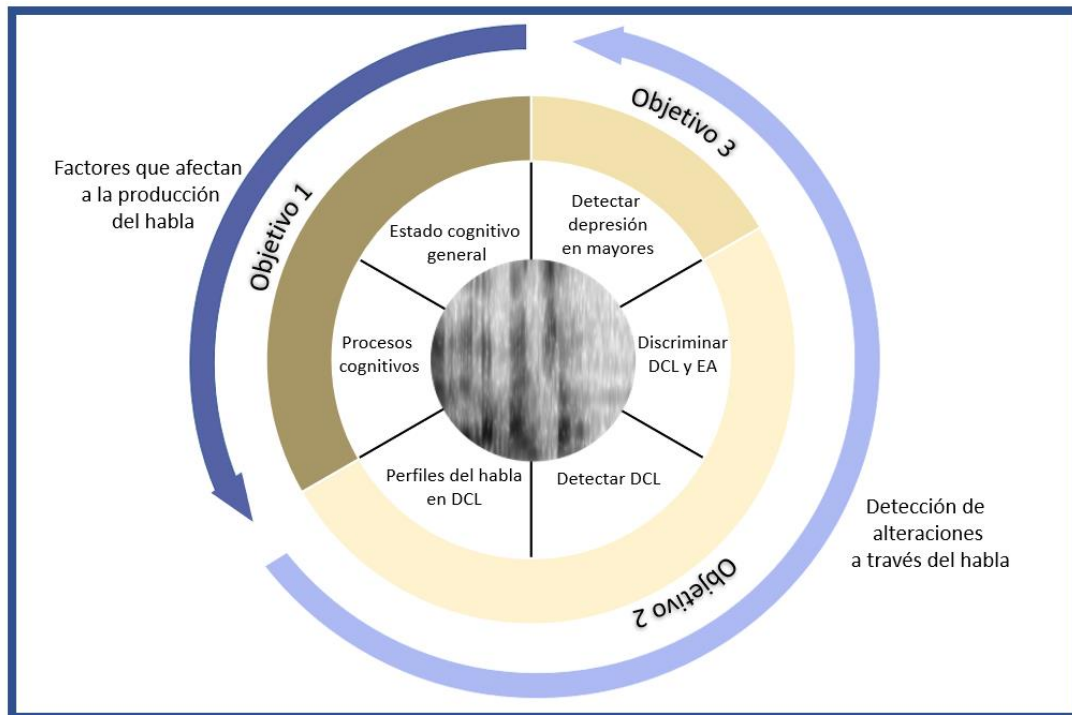 Factores que afectan
a la producción
del habla
Objetivo 1
Estado cognitivo
general
Procesos
cognitivos
Perfiles del habla
en DCL
Detectar DCL
Discriminar
DCL y EA
Objetivo 2
Detectar
depresión
en mayores
Objetivo 3
Detección de
alteraciones
a través del habla